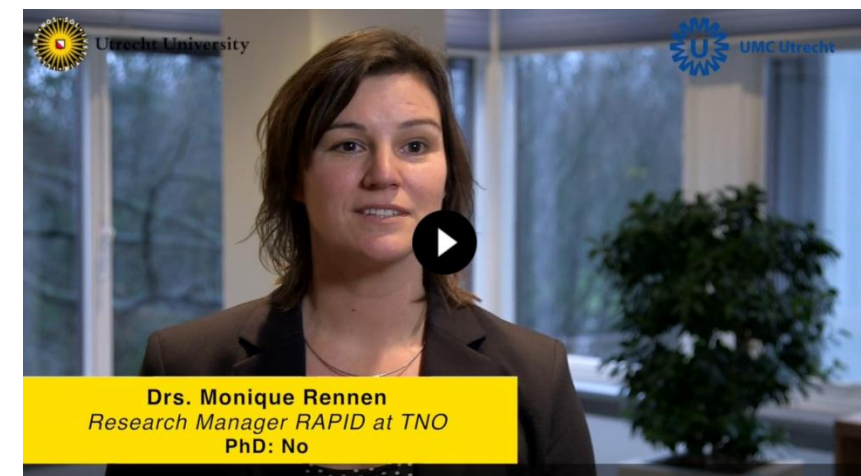 Utrecht University
UMC Utrecht
Drs. Monique Rennen
Research Manager RAPID at TNO
PhD: No